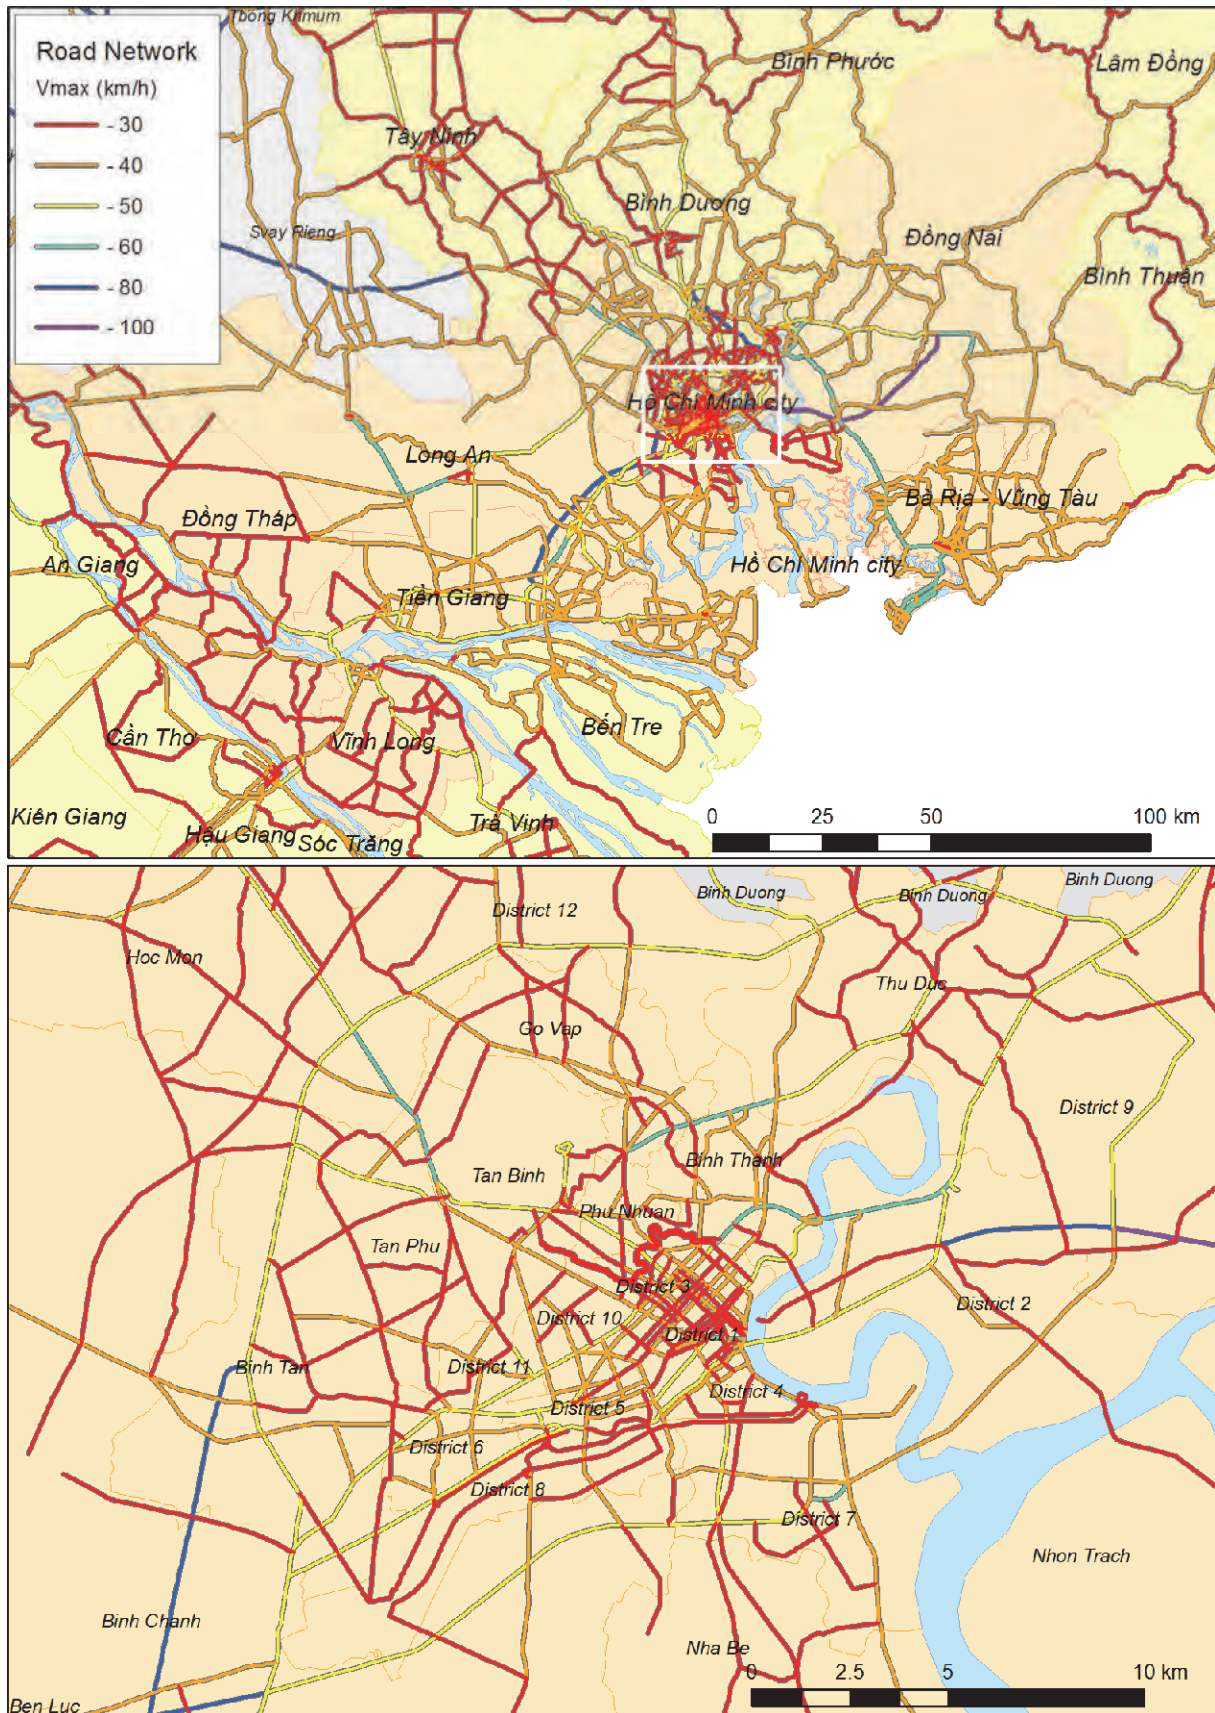 Tbong Khmum
Road Network
Vmax (km/h)
- 30
- 40
- 50
- 60
- 80
- 100
Bình Phước
Lâm Đồng
Tây Ninh
Bình Dương
Svay Rieng
Đồng Nai
Bình Thuận
Hồ Chí Minh city
Long An
Bà Rịa - Vũng Tàu
Đồng Tháp
An Giang
Hồ Chí Minh city
Tiền Giang
Bến Tre
Cần Thơ
Vĩnh Long
Kiên Giang
Hậu Giang
Sóc Trăng
Trà Vinh
0 25 50 100 km
Binh Duong
Binh Duong
Binh Duong
District 12
Hoc Mon
Thu Duc
Go Vap
District 9
Binh Thanh
Tan Binh
Phu Nhuan
Tan Phu
District 3
District 2
District 10
District 1
Binh Tan
District 11
District 4
District 5
District 6
District 8
District 7
Nhon Trach
Binh Chanh
Nha Be
0 2.5 5 10 km
Ben Luc